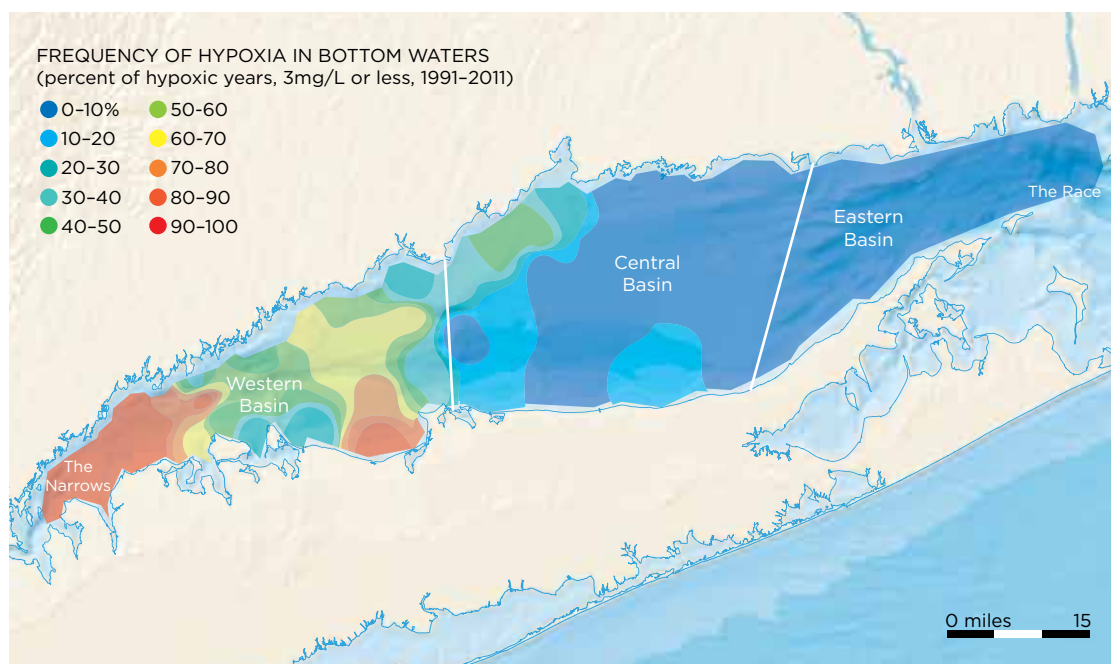 FREQUENCY OF HYPOXIA IN BOTTOM WATERS
(percent of hypoxic years, 3mg/L or less, 1991–2011)
0–10%
10–20
20–30
30–40
40–50
50-60
60-70
70–80
80–90
90–100
The Race
Eastern
Basin
Central
Basin
Western
Basin
The
Narrows
0 miles 15